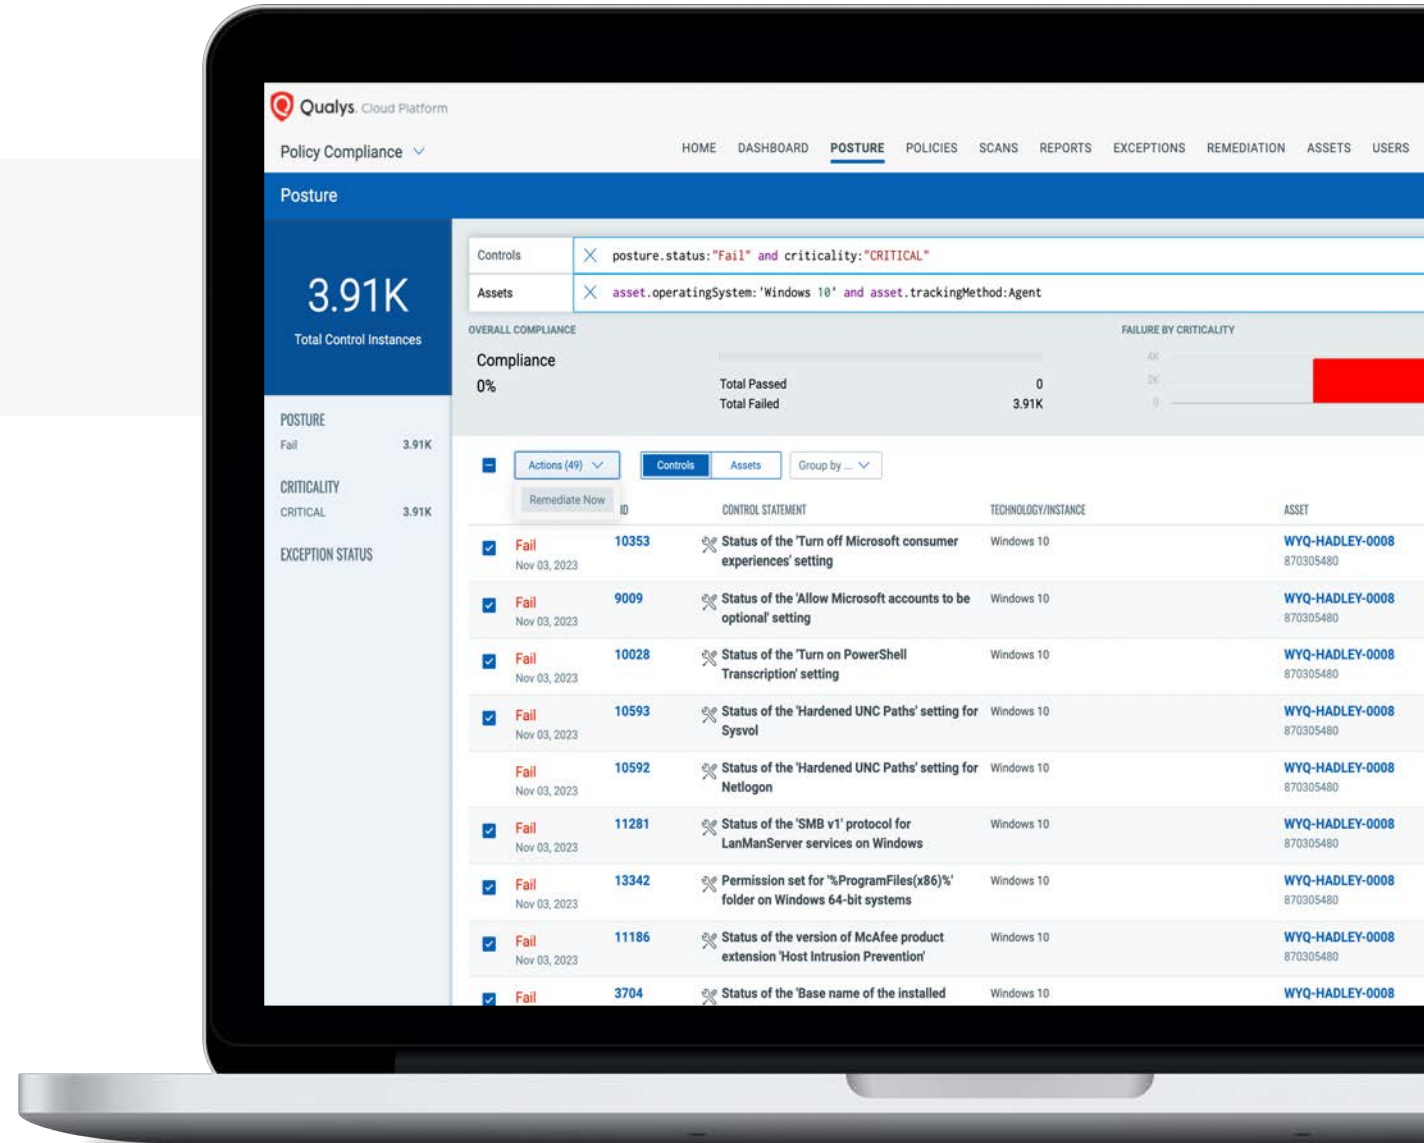 Qualys. Cloud Platform
Policy Compliance
HOME DASHBOARD POSTURE POLICIES SCANS REPORTS EXCEPTIONS REMEDIATION ASSETS USERS
Posture
3.91K
Total Control Instances
Controls posture.status:"Fail" and criticality:"CRITICAL"
Assets asset.operatingSystem:'Windows 10' and asset.trackingMethod:Agent
OVERALL COMPLIANCE FAILURE BY CRITICALITY
Compliance
0%
Total Passed 0
Total Failed 3.91K
4K
2K
0
POSTURE
Fail 3.91K
CRITICALITY
CRITICAL 3.91K
EXCEPTION STATUS
Actions (49) Controls Assets Group by ...
Remediate Now
ID CONTROL STATEMENT TECHNOLOGY/INSTANCE ASSET
Fail 10353 Status of the 'Turn off Microsoft consumer Windows 10 WYQ-HADLEY-0008
Nov 03, 2023 experiences' setting 870305480
Fail 9009 Status of the 'Allow Microsoft accounts to be Windows 10 WYQ-HADLEY-0008
Nov 03, 2023 optional' setting 870305480
Fail 10028 Status of the 'Turn on PowerShell Windows 10 WYQ-HADLEY-0008
Nov 03, 2023 Transcription' setting 870305480
Fail 10593 Status of the 'Hardened UNC Paths' setting for Windows 10 WYQ-HADLEY-0008
Nov 03, 2023 Sysvol 870305480
Fail 10592 Status of the 'Hardened UNC Paths' setting for Windows 10 WYQ-HADLEY-0008
Nov 03, 2023 Netlogon 870305480
Fail 11281 Status of the 'SMB v1' protocol for Windows 10 WYQ-HADLEY-0008
Nov 03, 2023 LanManServer services on Windows 870305480
Fail 13342 Permission set for '%ProgramFiles(x86)%' Windows 10 WYQ-HADLEY-0008
Nov 03, 2023 folder on Windows 64-bit systems 870305480
Fail 11186 Status of the version of McAfee product Windows 10 WYQ-HADLEY-0008
Nov 03, 2023 extension 'Host Intrusion Prevention' 870305480
Fail 3704 Status of the 'Base name of the installed Windows 10 WYQ-HADLEY-0008